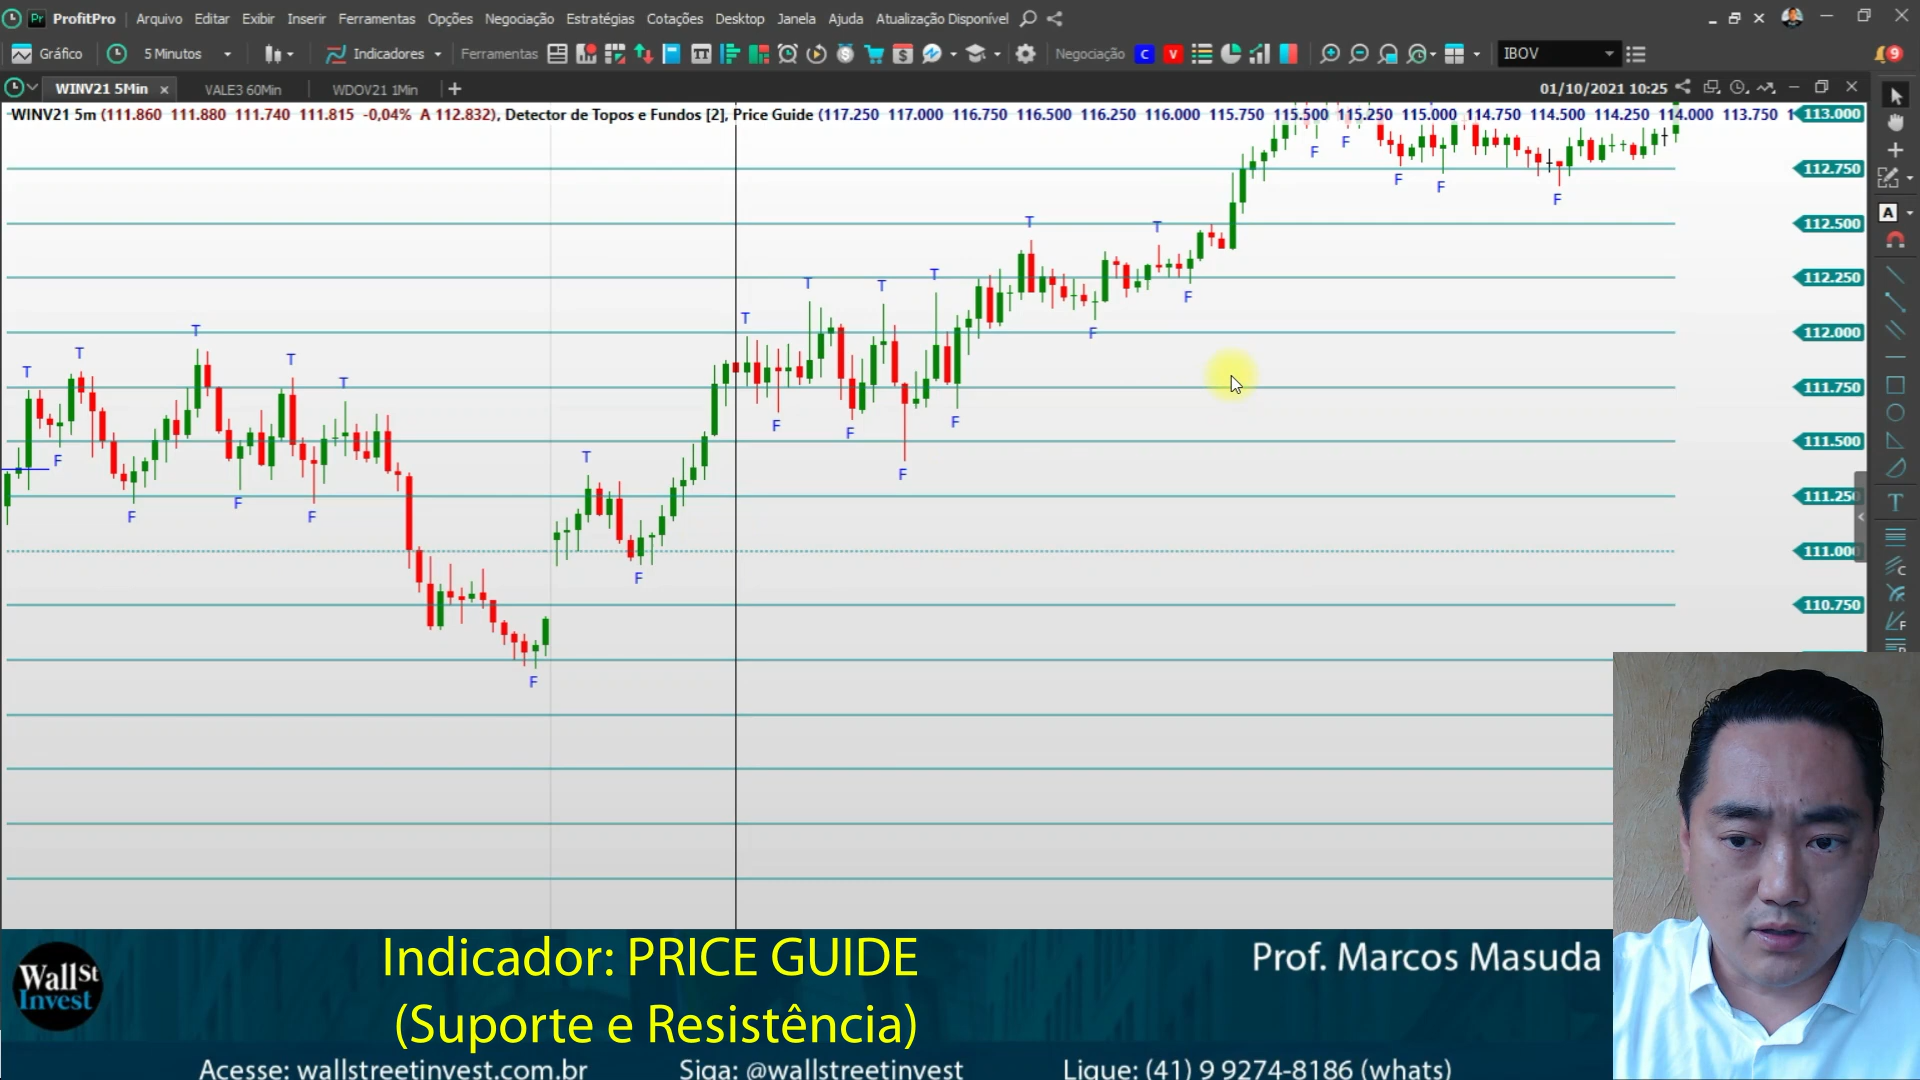 ProfitPro Arquivo Editar Exibir Inserir Ferramentas Opções Negociação Estratégias Cotações Desktop Janela Ajuda Atualização Disponível
Gráfico 5 Minutos Indicadores Ferramentas Negociação C V IBOV 9
WINV21 5Min VALE3 60Min WDOV21 1Min 01/10/2021 10:25
WINV21 5m (111.860 111.880 111.740 111.815 -0,04% A 112.832), Detector de Topos e Fundos [2], Price Guide (117.250 117.000 116.750 116.500 116.250 116.000 115.750 115.500 115.250 115.000 114.750 114.500 114.250 114.000 113.750
113.000
112.750
112.500
112.250
112.000
111.750
111.500
111.250
111.000
110.750
Indicador: PRICE GUIDE
(Suporte e Resistência)
Prof. Marcos Masuda
Wall St
Invest
Acesse: wallstreetinvest.com.br Siga: @wallstreetinvest Ligue: (41) 9 9274-8186 (whats)